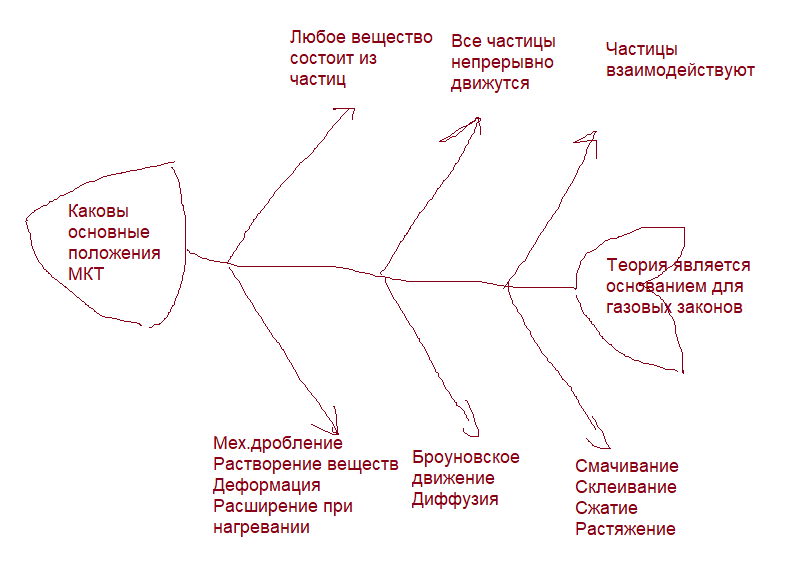 Любое вещество
состоит из
частиц
Все частицы
непрерывно
движутся
Частицы
взаимодействуют
Каковы
основные
положения
МКТ
Теория является
основанием для
газовых законов
Мех.дробление
Растворение веществ
Деформация
Расширение при
нагревании
Броуновское
движение
Диффузия
Смачивание
Склеивание
Сжатие
Растяжение